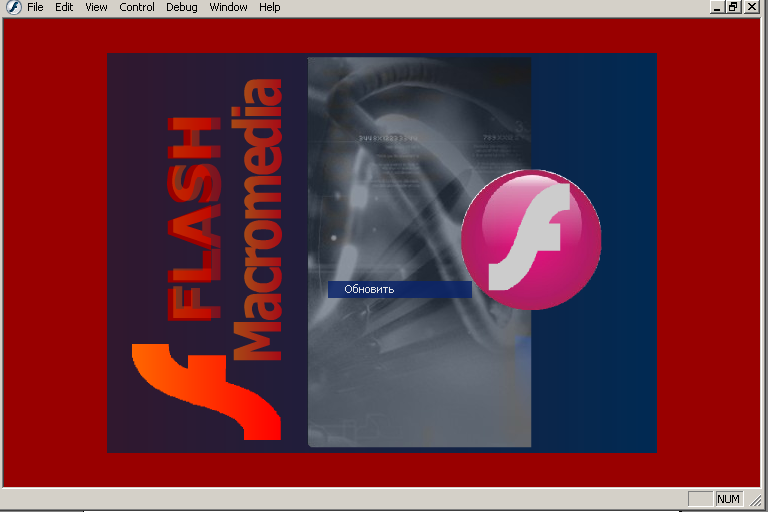 File Edit View Control Debug Window Help
FLASH
Macromedia
Обновить
NUM